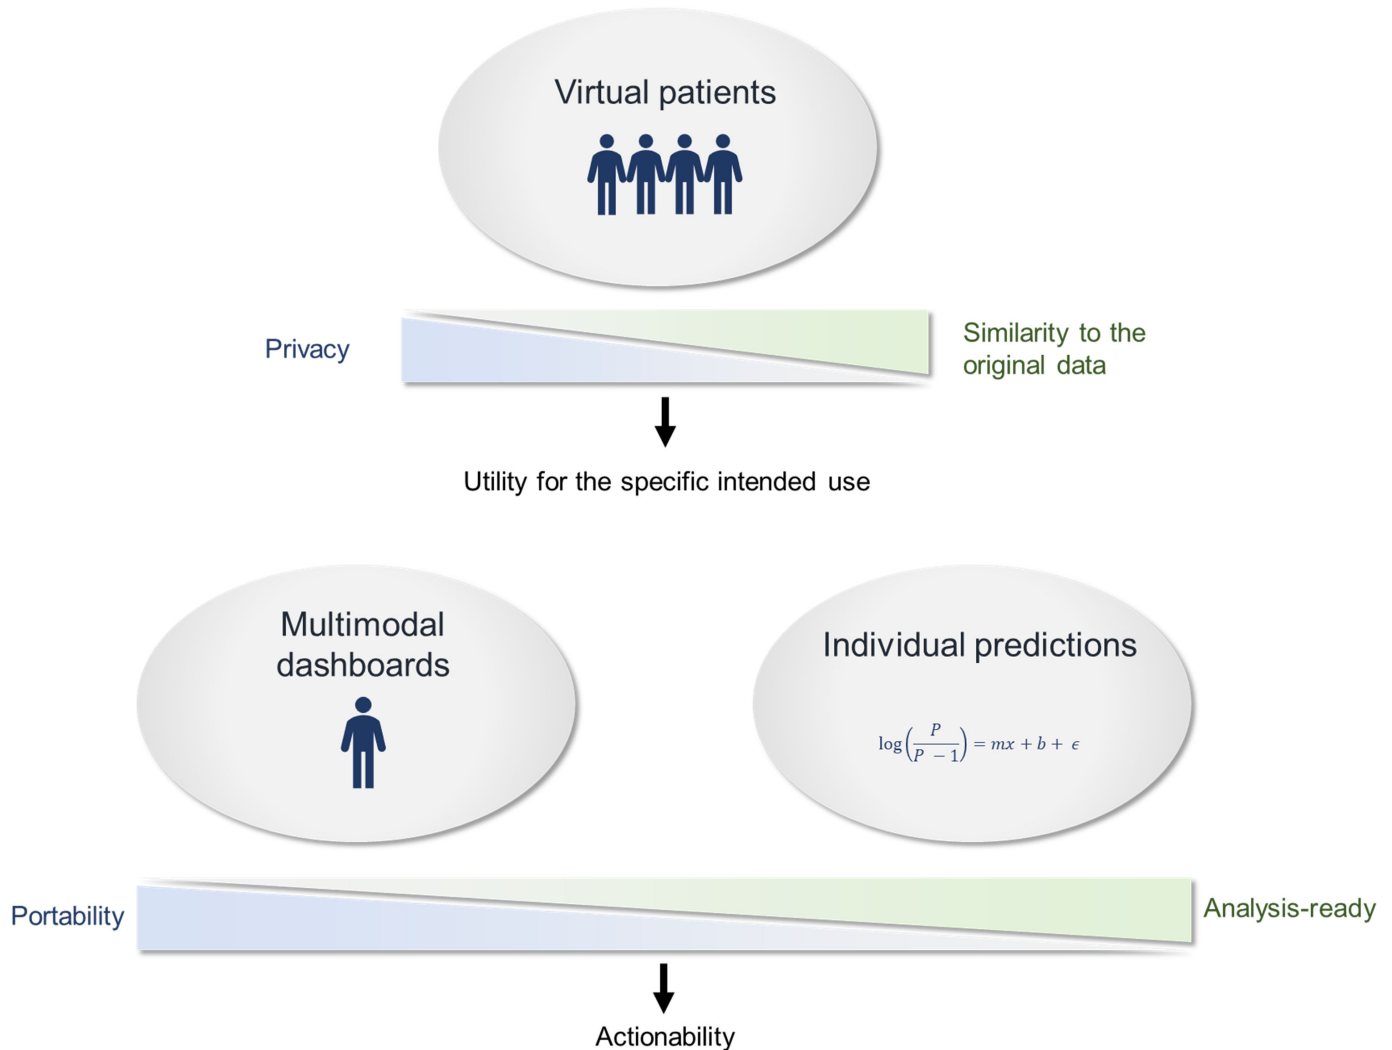 Virtual patients
Privacy
Similarity to the
original data
Utility for the specific intended use
Multimodal
dashboards
Individual predictions
log(P/(P − 1)) = mx + b + ϵ
Portability
Analysis-ready
Actionability